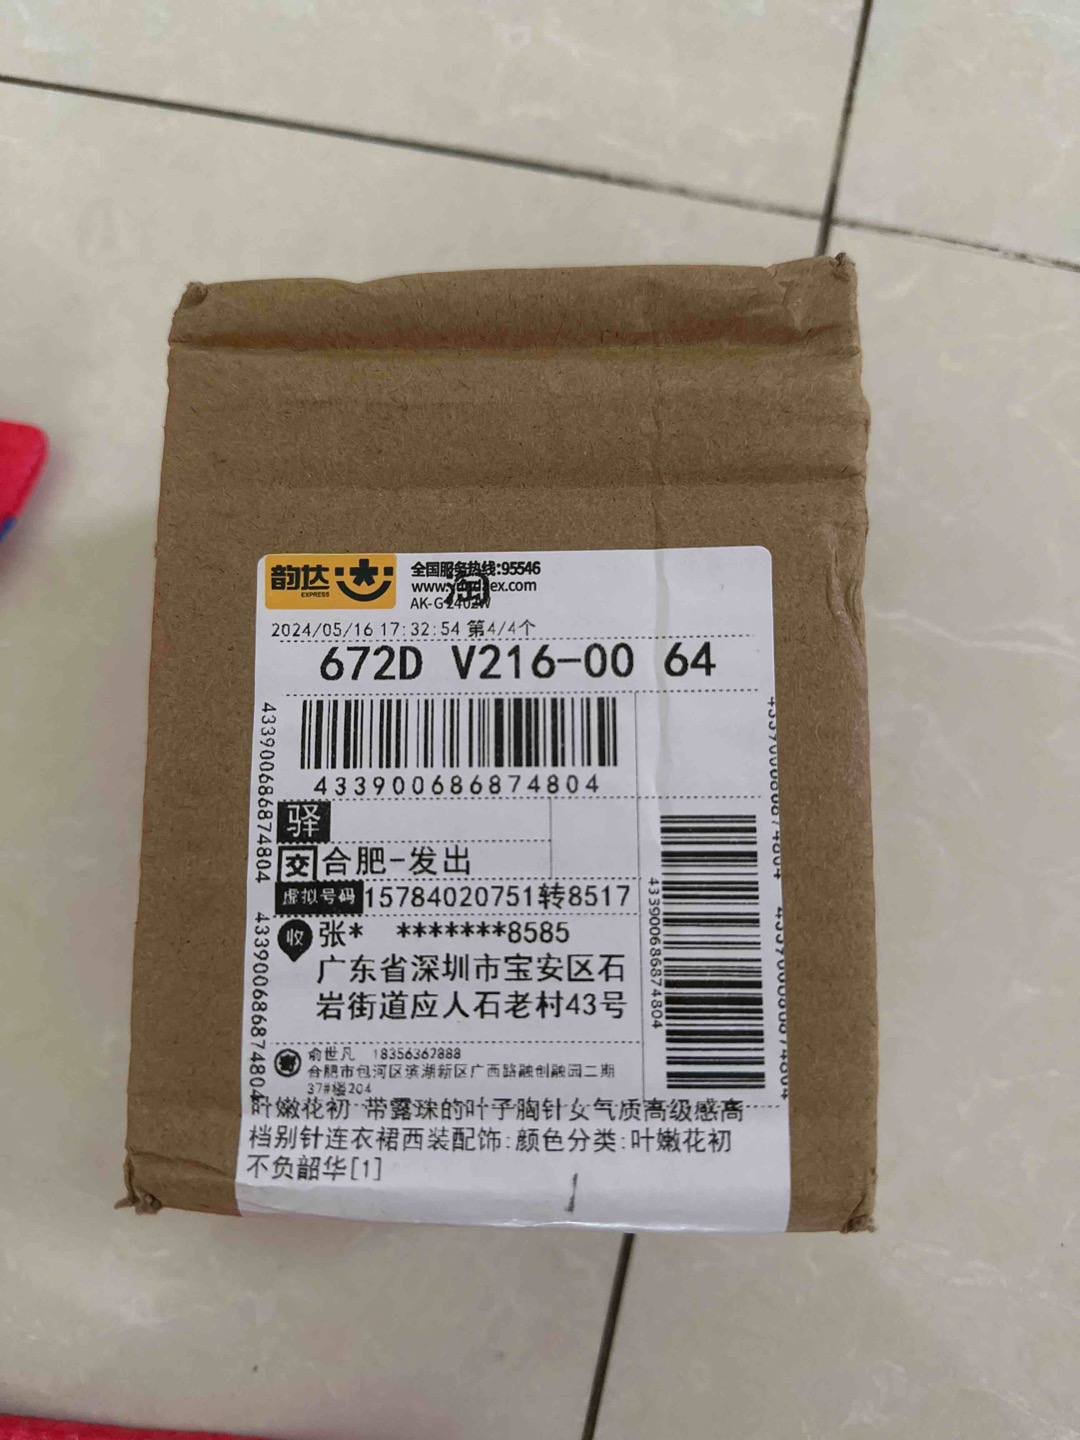 韵达
EXPRESS
全国服务热线:95546
淘
AK-G
2024/05/16 17:32:54 第4/4个
672D V216-00 64
433900686874804
433900686874804
驿
交 合肥-发出
虚拟号码 15784020751转8517
收 张* *******8585
广东省深圳市宝安区石
岩街道应人石老村43号
433900686874804
433900686874804
寄 俞世凡 18356362888
合肥市包河区滨湖新区广西路融创融园二期
37#楼204
叶嫩花初 带露珠的叶子胸针女气质高级感高
档别针连衣裙西装配饰:颜色分类:叶嫩花初
不负韶华[1]